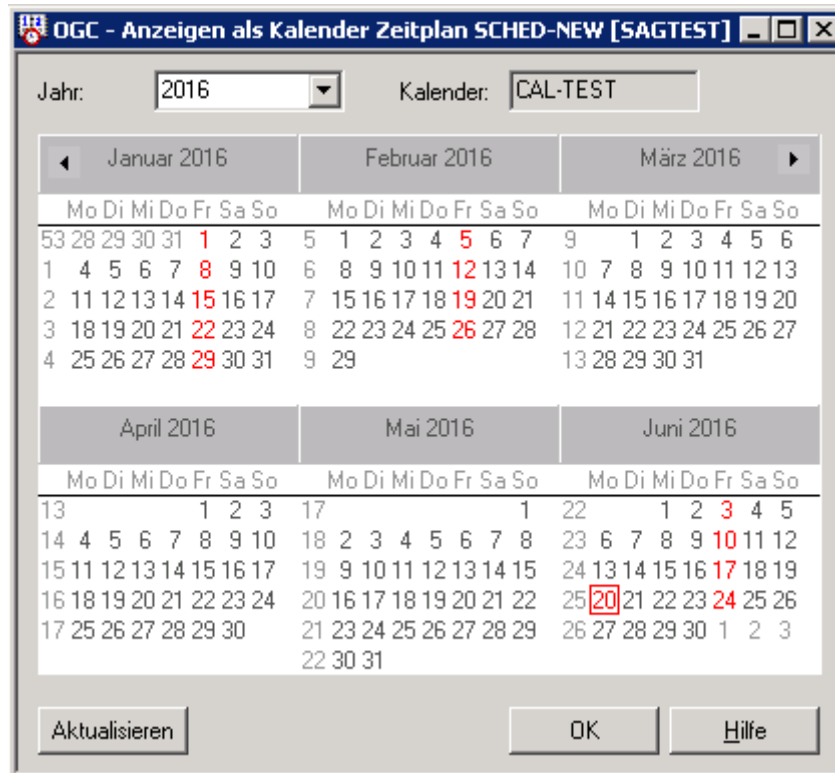 OGC - Anzeigen als Kalender Zeitplan SCHED-NEW [SAGTEST]
Jahr: 2016 Kalender: CAL-TEST
Januar 2016 Februar 2016 März 2016
Mo Di Mi Do Fr Sa So Mo Di Mi Do Fr Sa So Mo Di Mi Do Fr Sa So
53 28 29 30 31 1 2 3 5 1 2 3 4 5 6 7 9 1 2 3 4 5 6
1 4 5 6 7 8 9 10 6 8 9 10 11 12 13 14 10 7 8 9 10 11 12 13
2 11 12 13 14 15 16 17 7 15 16 17 18 19 20 21 11 14 15 16 17 18 19 20
3 18 19 20 21 22 23 24 8 22 23 24 25 26 27 28 12 21 22 23 24 25 26 27
4 25 26 27 28 29 30 31 9 29 13 28 29 30 31
April 2016 Mai 2016 Juni 2016
Mo Di Mi Do Fr Sa So Mo Di Mi Do Fr Sa So Mo Di Mi Do Fr Sa So
13 1 2 3 17 1 22 1 2 3 4 5
14 4 5 6 7 8 9 10 18 2 3 4 5 6 7 8 23 6 7 8 9 10 11 12
15 11 12 13 14 15 16 17 19 9 10 11 12 13 14 15 24 13 14 15 16 17 18 19
16 18 19 20 21 22 23 24 20 16 17 18 19 20 21 22 25 20 21 22 23 24 25 26
17 25 26 27 28 29 30 21 23 24 25 26 27 28 29 26 27 28 29 30 1 2 3
22 30 31
Aktualisieren OK Hilfe